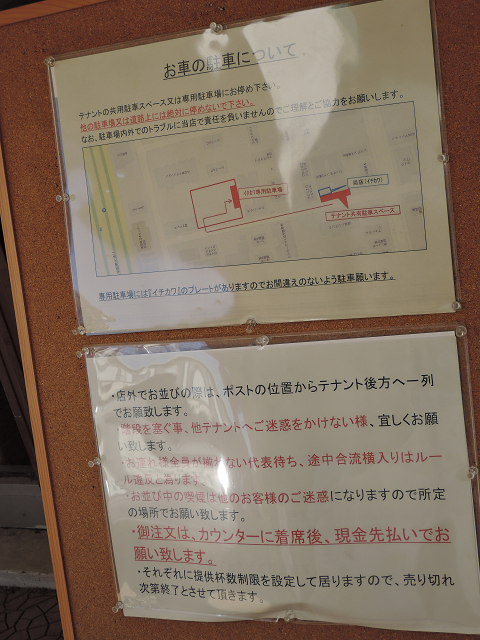 お車の駐車について
テナントの共用駐車スペース又は専用駐車場にお停め下さい。
他の駐車場又は道路上には絶対に停めないで下さい。
なお、駐車場内外でのトラブルに当店で責任を負いませんのでご理解とご協力をお願いします。
イチカワ専用駐車場
当店(イチカワ)
テナント共用駐車スペース
専用駐車場には『イチカワ』のプレートがありますのでお間違えのないよう駐車願います。
・店外でお並びの際は、ポストの位置からテナント後方へ一列
でお願い致します。
・階段を塞ぐ事、他テナントへご迷惑をかけない様、宜しくお願
い致します。
・お連れ様全員が揃わない代表待ち、途中合流横入りはルー
ル違反と為ります。
・お並び中の喫煙は他のお客様のご迷惑になりますので所定
の場所でお願い致します。
・御注文は、カウンターに着席後、現金先払いでお
願い致します。
・それぞれに提供杯数制限を設定して居りますので、売り切れ
次第終了とさせて頂きます。